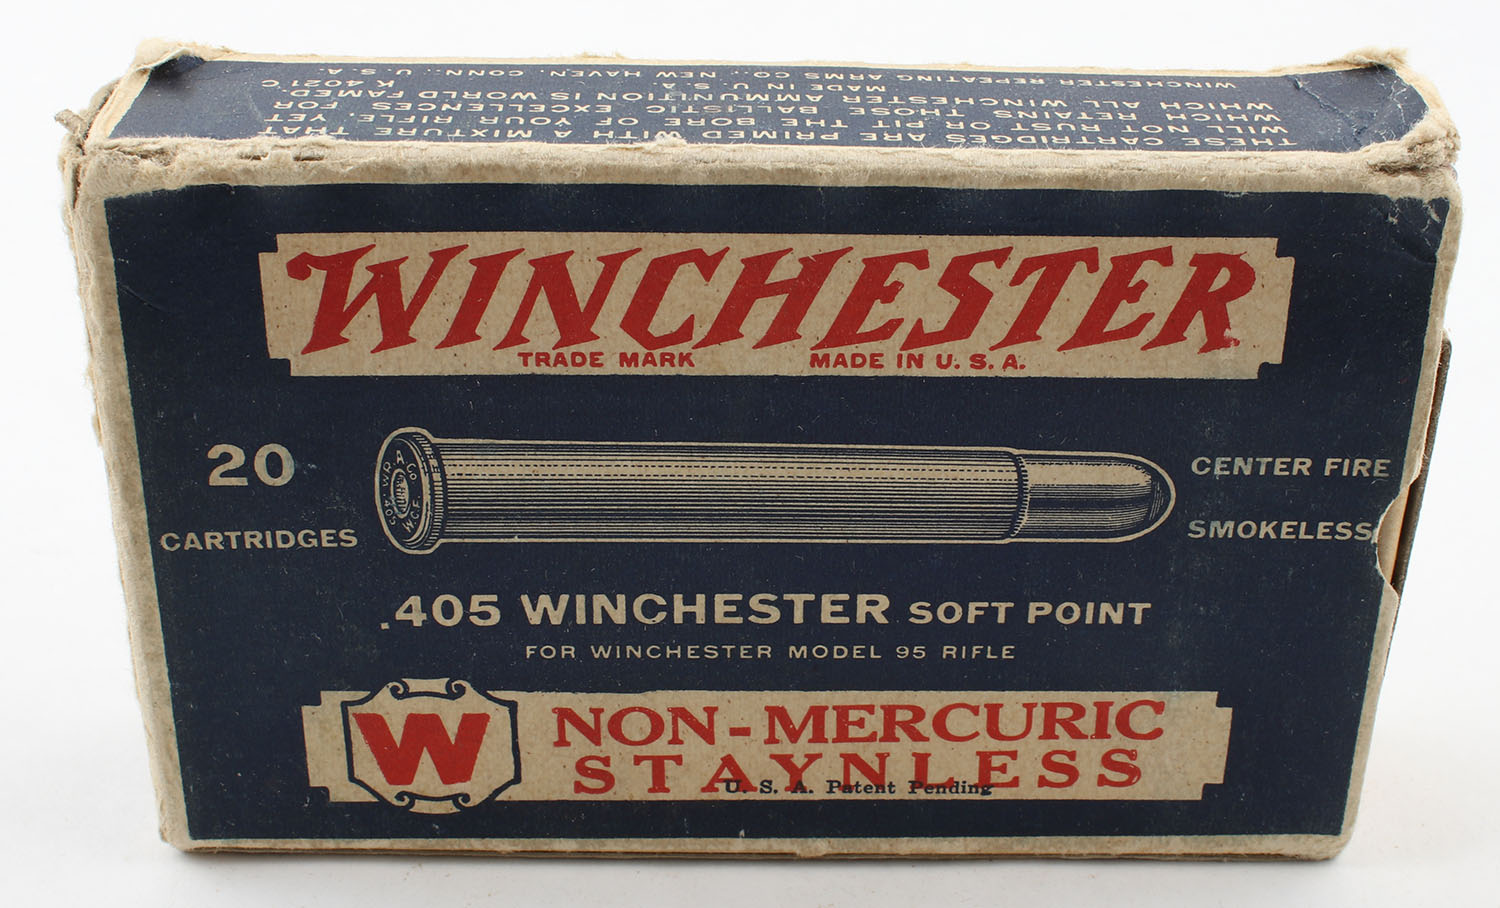 THESE CARTRIDGES ARE PRIMED WITH A MIXTURE THAT
WILL NOT RUST OR PIT THE BORE OF YOUR RIFLE, YET
WHICH RETAINS THOSE BALLISTIC EXCELLENCES FOR
WHICH ALL WINCHESTER AMMUNITION IS WORLD FAMED.
MADE IN U.S.A. K 4021 C
WINCHESTER REPEATING ARMS CO., NEW HAVEN, CONN., U.S.A.
WINCHESTER
TRADE MARK MADE IN U.S.A.
20
CARTRIDGES
W.R.A.Co.
.405
W.C.F.
CENTER FIRE
SMOKELESS
.405 WINCHESTER SOFT POINT
FOR WINCHESTER MODEL 95 RIFLE
W
NON-MERCURIC
STAYNLESS
U. S. A. Patent Pending